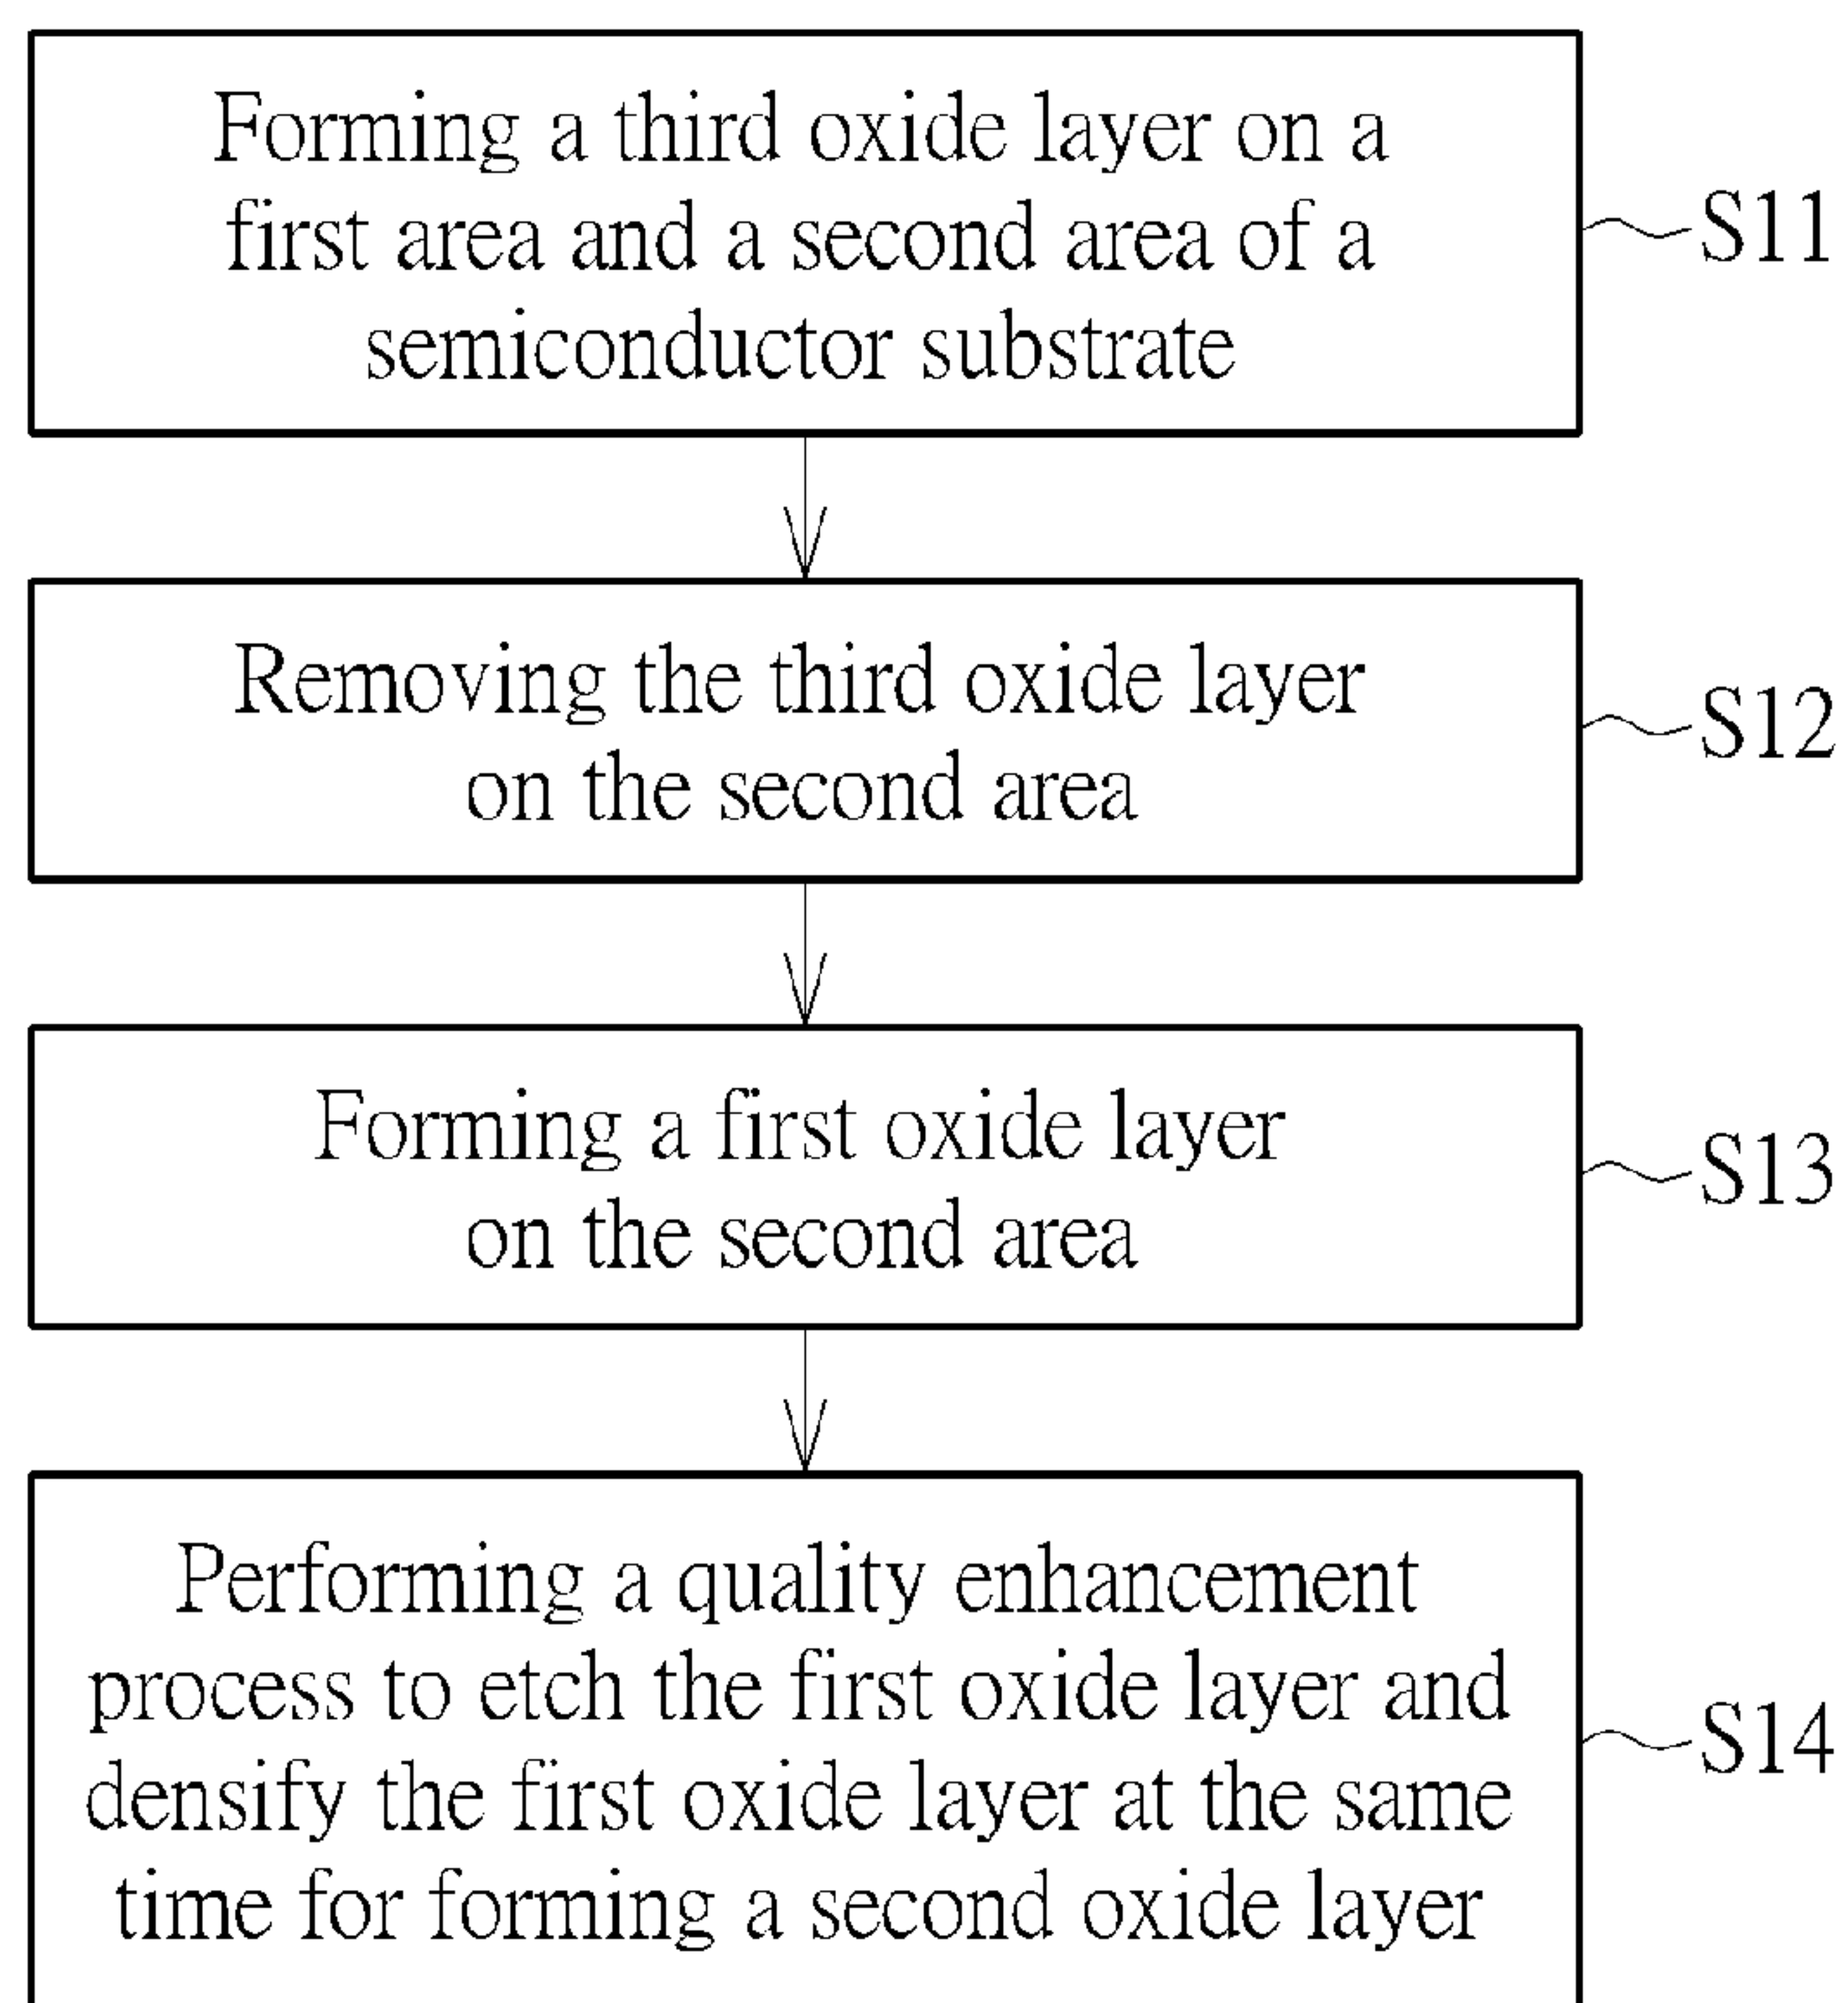 Forming a third oxide layer on a
first area and a second area of a
semiconductor substrate
S11
Removing the third oxide layer
on the second area
S12
Forming a first oxide layer
on the second area
S13
Performing a quality enhancement
process to etch the first oxide layer and
densify the first oxide layer at the same
time for forming a second oxide layer
S14